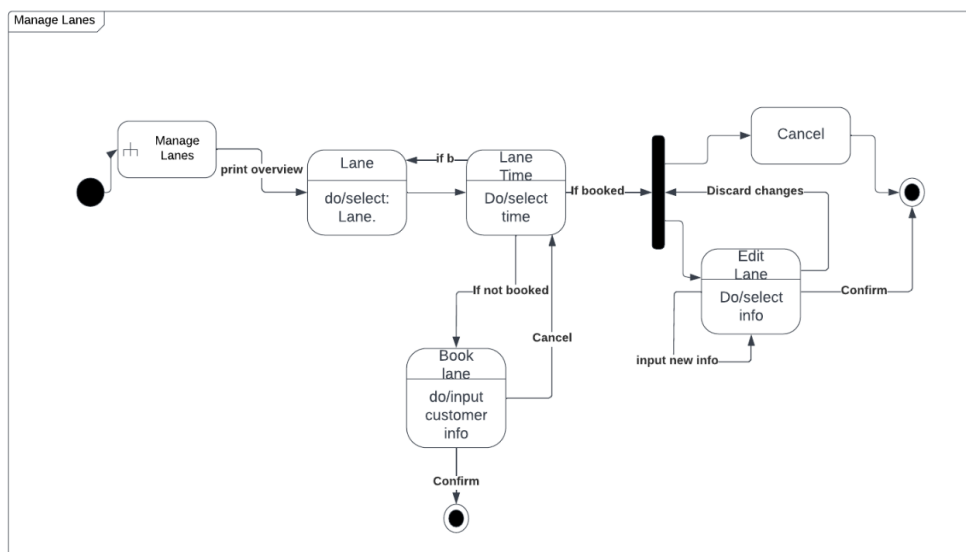 Manage Lanes
Manage
Lanes
print overview
Lane
do/select:
Lane.
if b
Lane
Time
Do/select
time
If booked
Cancel
Discard changes
Edit
Lane
Do/select
info
Confirm
input new info
If not booked
Cancel
Book
lane
do/input
customer
info
Confirm